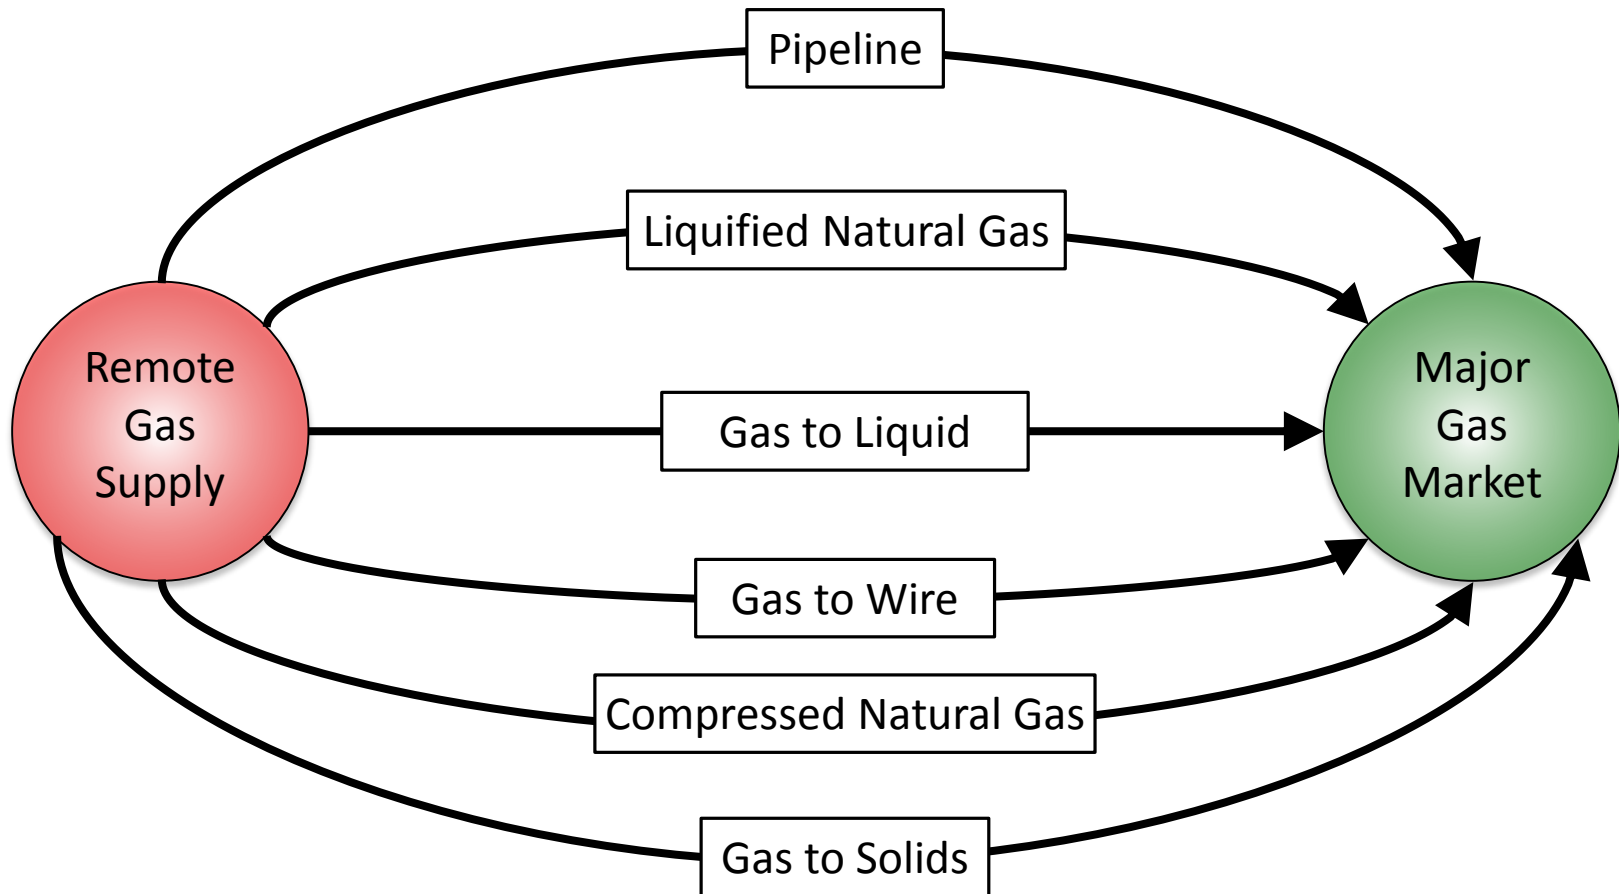 Pipeline
Liquified Natural Gas
Remote
Gas
Supply
Gas to Liquid
Major
Gas
Market
Gas to Wire
Compressed Natural Gas
Gas to Solids